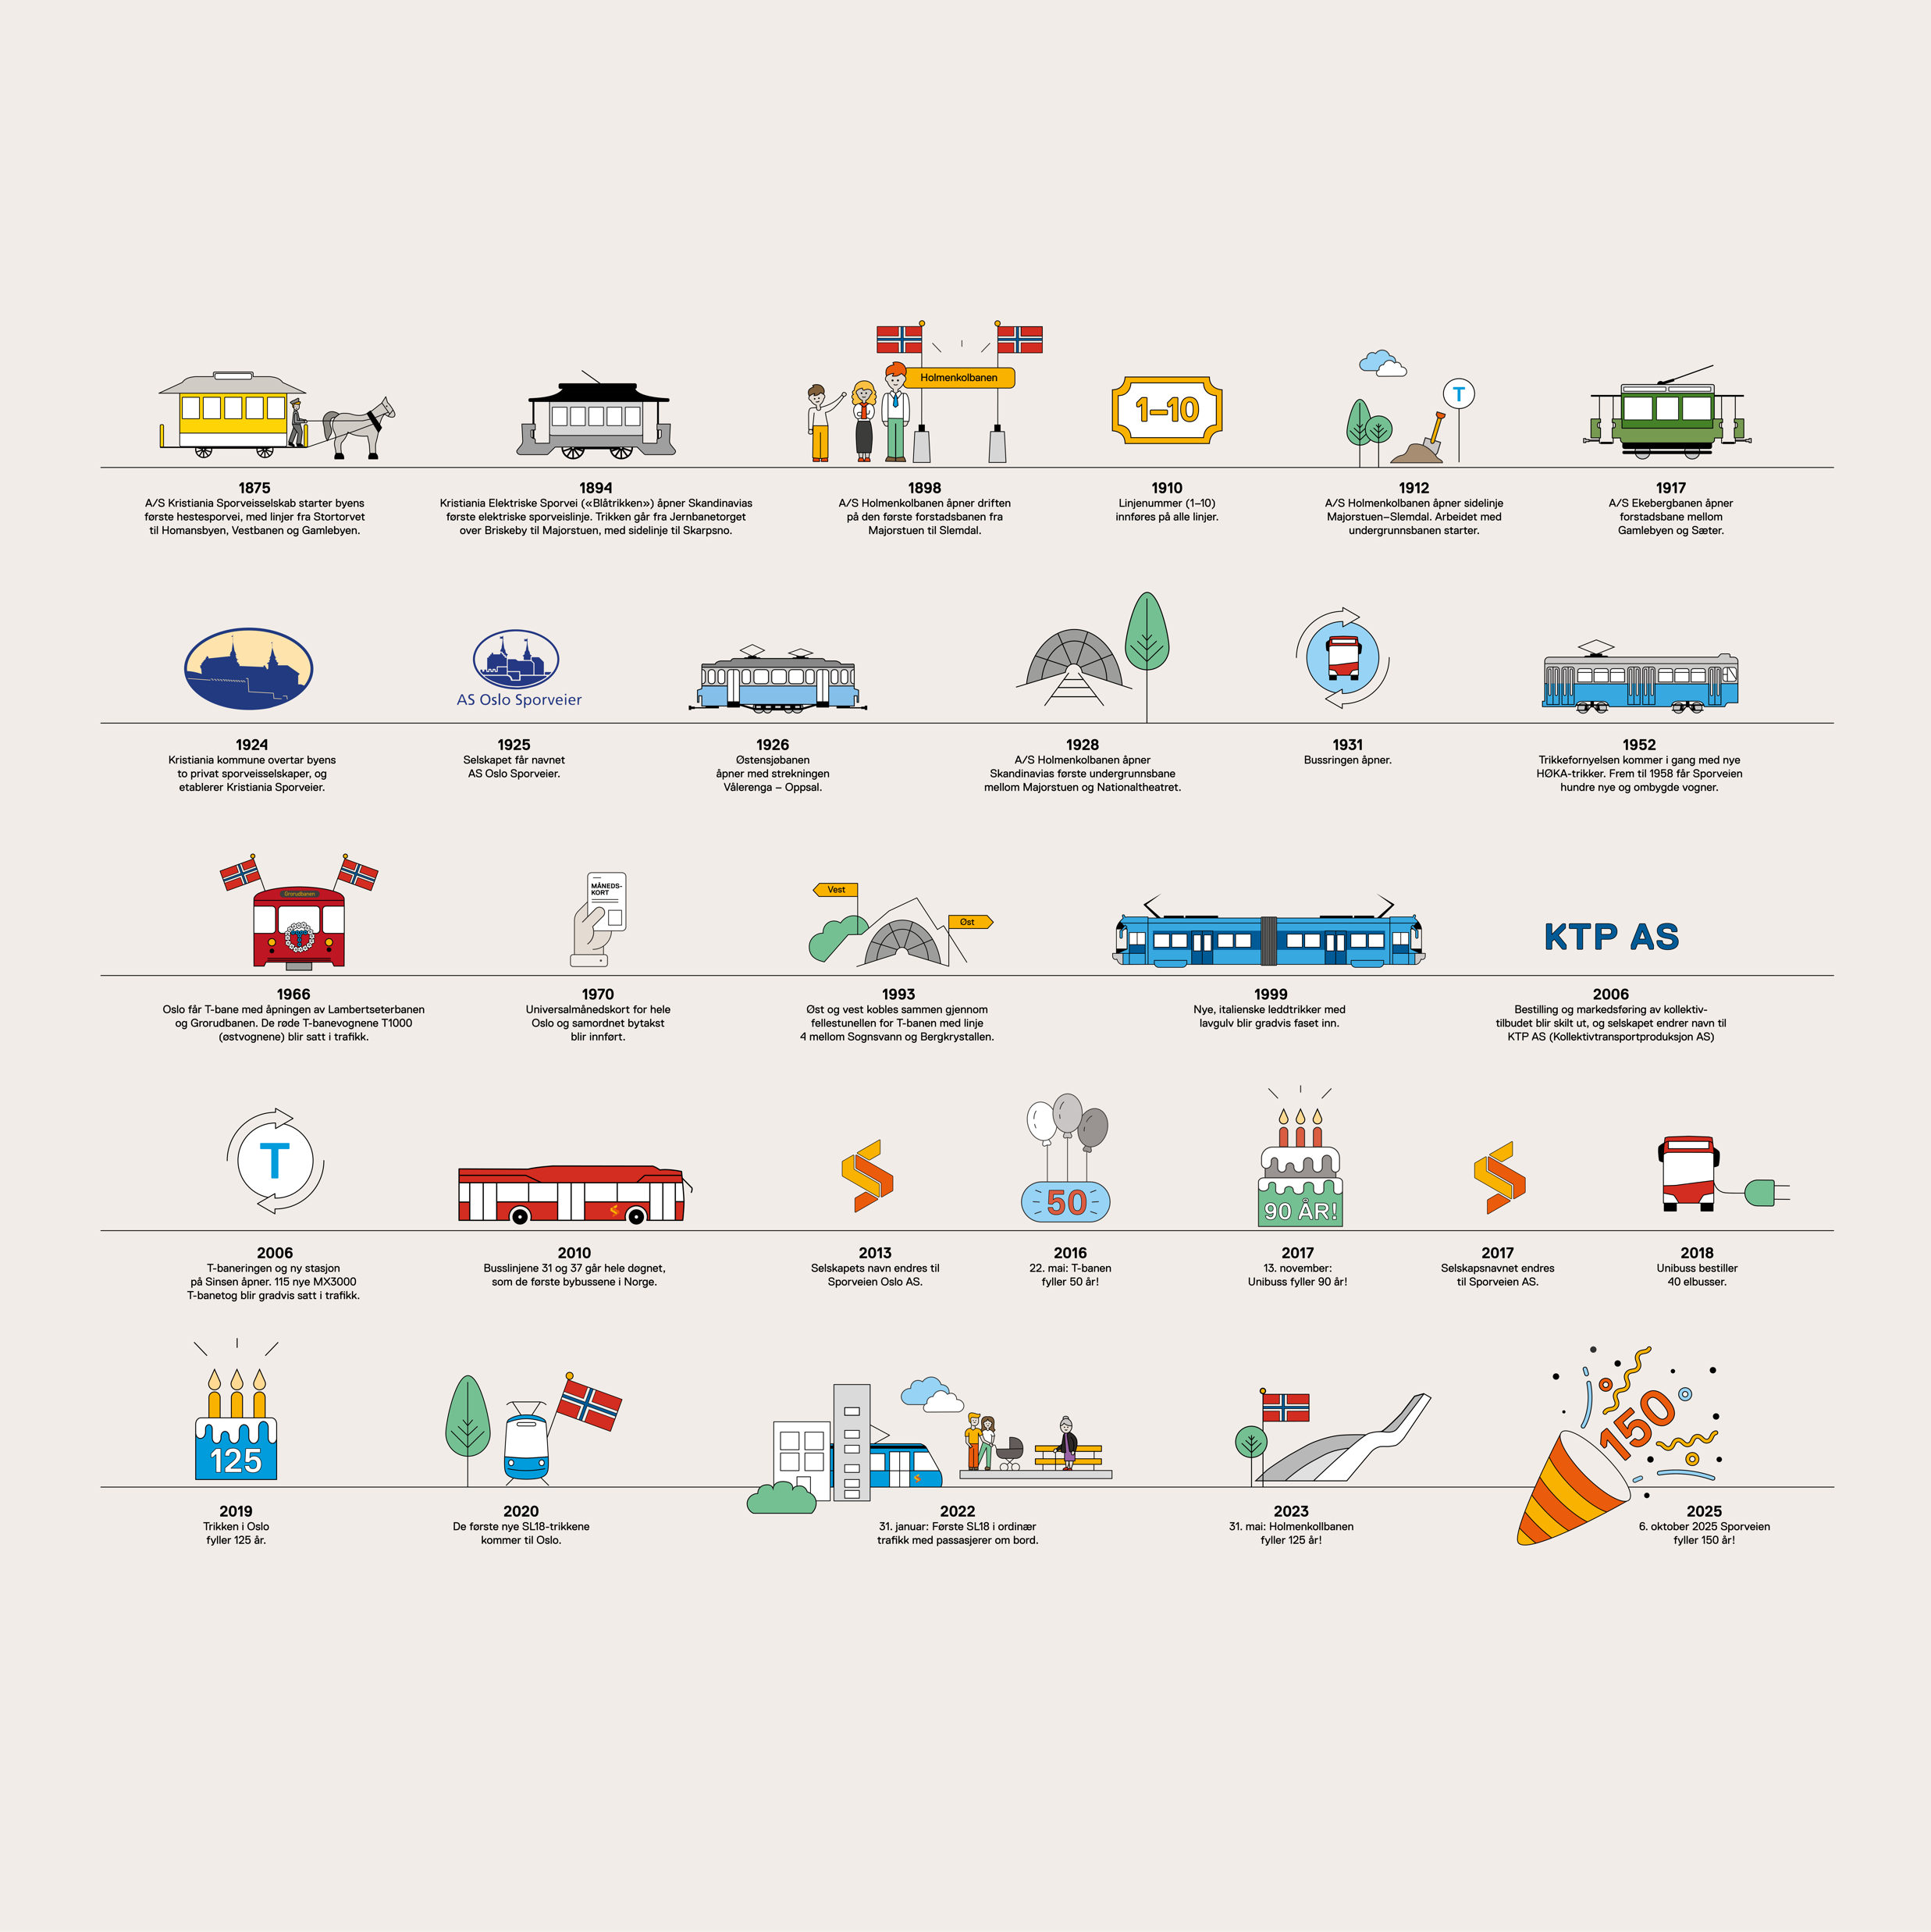 Holmenkolbanen
1–10
T
1875
A/S Kristiania Sporveisselskab starter byens
første hestesporvei, med linjer fra Stortorvet
til Homansbyen, Vestbanen og Gamlebyen.
1894
Kristiania Elektriske Sporvei («Blåtrikken») åpner Skandinavias
første elektriske sporveislinje. Trikken går fra Jernbanetorget
over Briskeby til Majorstuen, med sidelinje til Skarpsno.
1898
A/S Holmenkolbanen åpner driften
på den første forstadsbanen fra
Majorstuen til Slemdal.
1910
Linjenummer (1–10)
innføres på alle linjer.
1912
A/S Holmenkolbanen åpner sidelinje
Majorstuen–Slemdal. Arbeidet med
undergrunnsbanen starter.
1917
A/S Ekebergbanen åpner
forstadsbane mellom
Gamlebyen og Sæter.
AS Oslo Sporveier
1924
Kristiania kommune overtar byens
to privat sporveisselskaper, og
etablerer Kristiania Sporveier.
1925
Selskapet får navnet
AS Oslo Sporveier.
1926
Østensjøbanen
åpner med strekningen
Vålerenga – Oppsal.
1928
A/S Holmenkolbanen åpner
Skandinavias første undergrunnsbane
mellom Majorstuen og Nationaltheatret.
1931
Bussringen åpner.
1952
Trikkefornyelsen kommer i gang med nye
HØKA-trikker. Frem til 1958 får Sporveien
hundre nye og ombygde vogner.
Grorudbanen
T
MÅNEDS-
KORT
Vest
Øst
KTP AS
1966
Oslo får T-bane med åpningen av Lambertseterbanen
og Grorudbanen. De røde T-banevognene T1000
(østvognene) blir satt i trafikk.
1970
Universalmånedskort for hele
Oslo og samordnet bytakst
blir innført.
1993
Øst og vest kobles sammen gjennom
fellestunellen for T-banen med linje
4 mellom Sognsvann og Bergkrystallen.
1999
Nye, italienske leddtrikker med
lavgulv blir gradvis faset inn.
2006
Bestilling og markedsføring av kollektiv-
tilbudet blir skilt ut, og selskapet endrer navn til
KTP AS (Kollektivtransportproduksjon AS)
T
50
90 ÅR!
2006
T-baneringen og ny stasjon
på Sinsen åpner. 115 nye MX3000
T-banetog blir gradvis satt i trafikk.
2010
Busslinjene 31 og 37 går hele døgnet,
som de første bybussene i Norge.
2013
Selskapets navn endres til
Sporveien Oslo AS.
2016
22. mai: T-banen
fyller 50 år!
2017
13. november:
Unibuss fyller 90 år!
2017
Selskapsnavnet endres
til Sporveien AS.
2018
Unibuss bestiller
40 elbusser.
125
150
2019
Trikken i Oslo
fyller 125 år.
2020
De første nye SL18-trikkene
kommer til Oslo.
2022
31. januar: Første SL18 i ordinær
trafikk med passasjerer om bord.
2023
31. mai: Holmenkollbanen
fyller 125 år!
2025
6. oktober 2025 Sporveien
fyller 150 år!